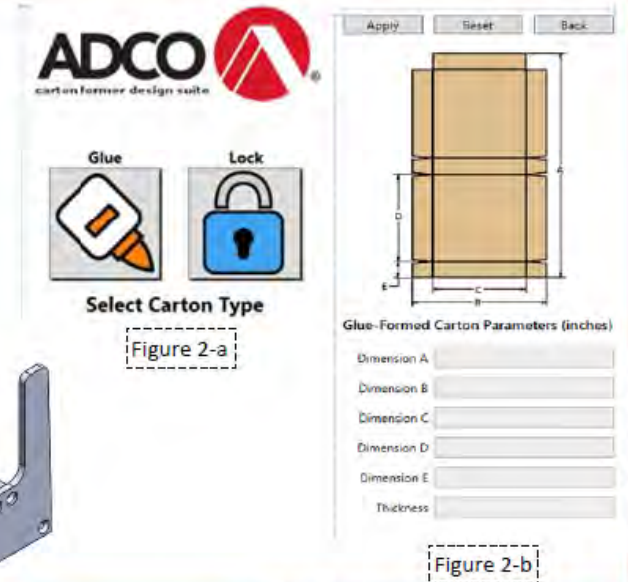 ADCO
®
carton former design suite
Glue Lock
Select Carton Type
Figure 2-a
Apply Reset Back
A
D
E
C
B
Glue-Formed Carton Parameters (inches)
Dimension A
Dimension B
Dimension C
Dimension D
Dimension E
Thickness
Figure 2-b